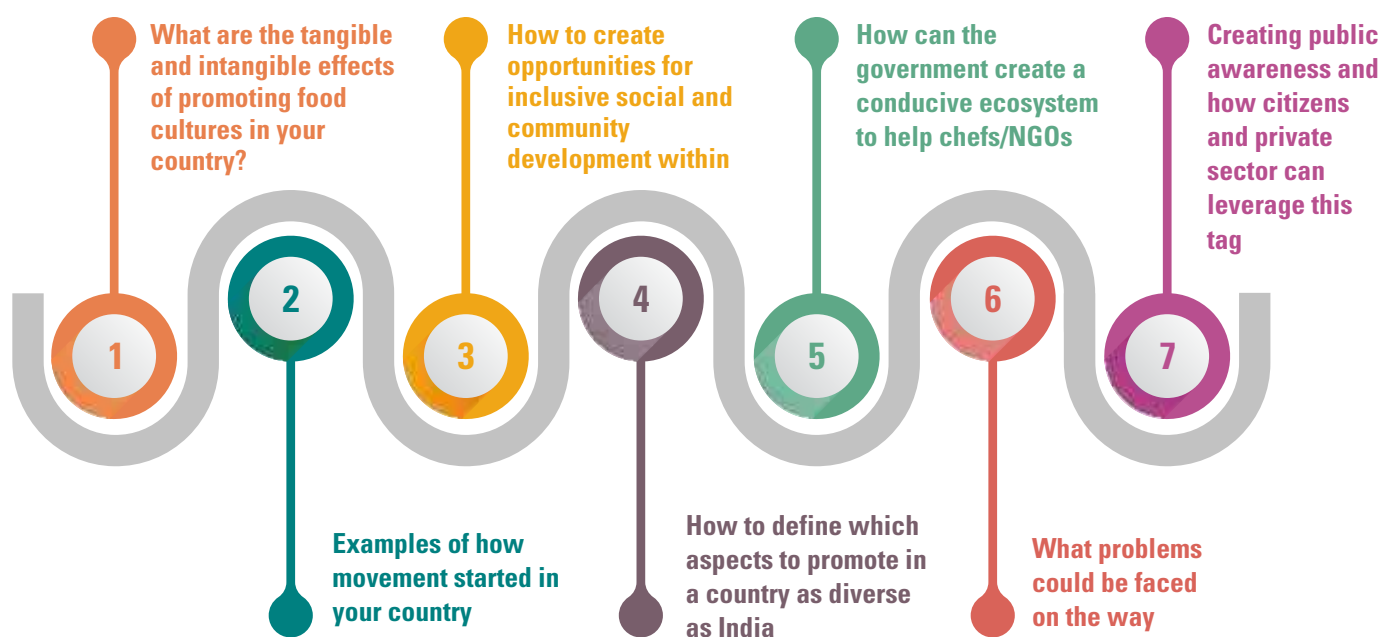 1
What are the tangible
and intangible effects
of promoting food
cultures in your
country?
2
Examples of how
movement started in
your country
3
How to create
opportunities for
inclusive social and
community
development within
4
How to define which
aspects to promote in
a country as diverse
as India
5
How can the
government create a
conducive ecosystem
to help chefs/NGOs
6
What problems
could be faced
on the way
7
Creating public
awareness and
how citizens
and private
sector can
leverage this
tag